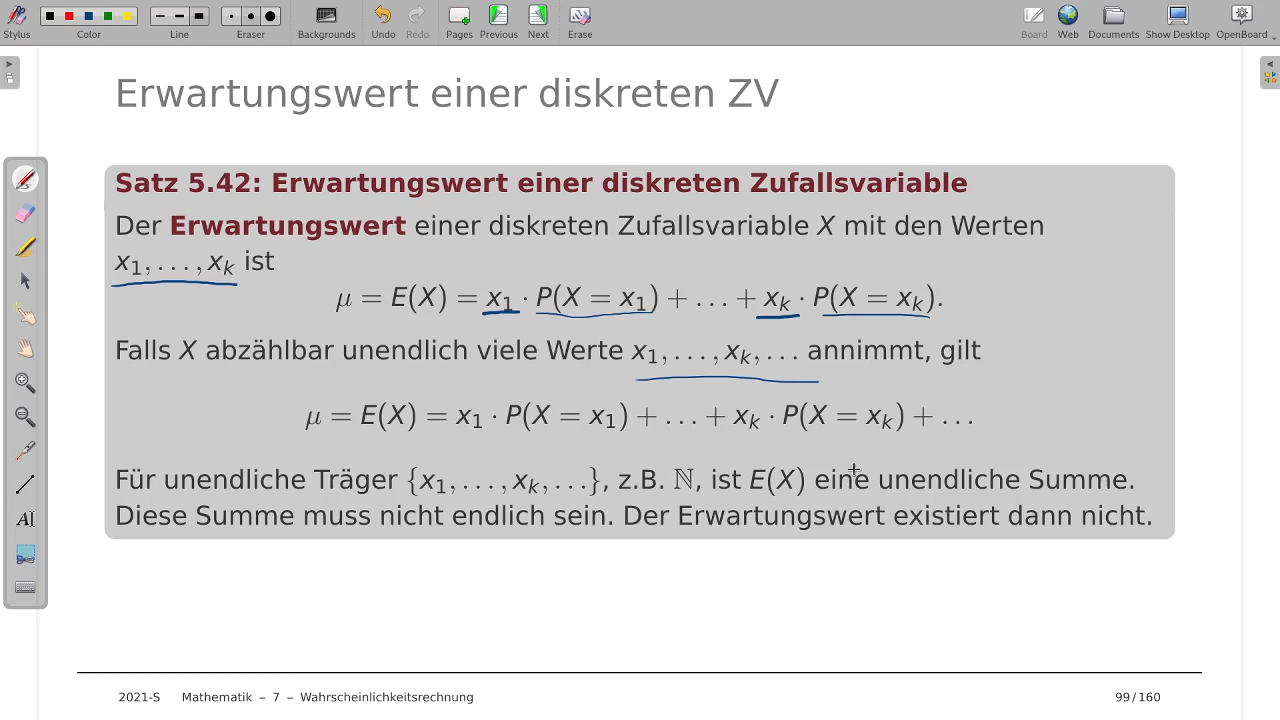 Stylus
Color
Line
Eraser
Backgrounds
Undo
Redo
Pages
Previous
Next
Erase
Board
Web
Documents
Show Desktop
OpenBoard
Erwartungswert einer diskreten ZV
Satz 5.42: Erwartungswert einer diskreten Zufallsvariable
Der Erwartungswert einer diskreten Zufallsvariable X mit den Werten
x₁, . . . , xₖ ist
μ = E(X) = x₁ · P(X = x₁) + . . . + xₖ · P(X = xₖ).
Falls X abzählbar unendlich viele Werte x₁, . . . , xₖ, . . . annimmt, gilt
μ = E(X) = x₁ · P(X = x₁) + . . . + xₖ · P(X = xₖ) + . . .
Für unendliche Träger {x₁, . . . , xₖ, . . .}, z.B. ℕ, ist E(X) eine unendliche Summe.
Diese Summe muss nicht endlich sein. Der Erwartungswert existiert dann nicht.
AI
2021-S Mathematik – 7 – Wahrscheinlichkeitsrechnung
99 / 160